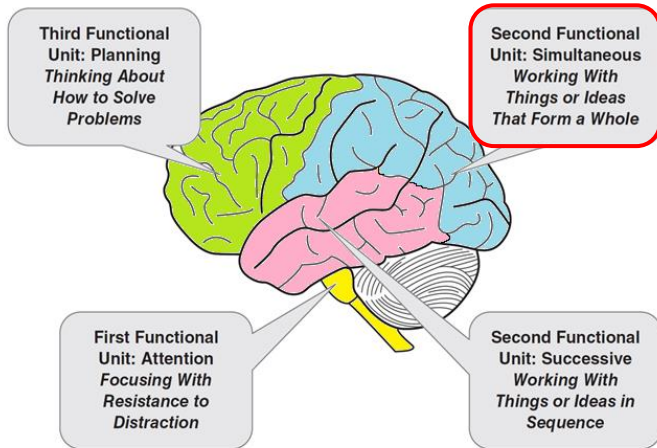 Third Functional
Unit: Planning
Thinking About
How to Solve
Problems
Second Functional
Unit: Simultaneous
Working With
Things or Ideas
That Form a Whole
First Functional
Unit: Attention
Focusing With
Resistance to
Distraction
Second Functional
Unit: Successive
Working With
Things or Ideas in
Sequence